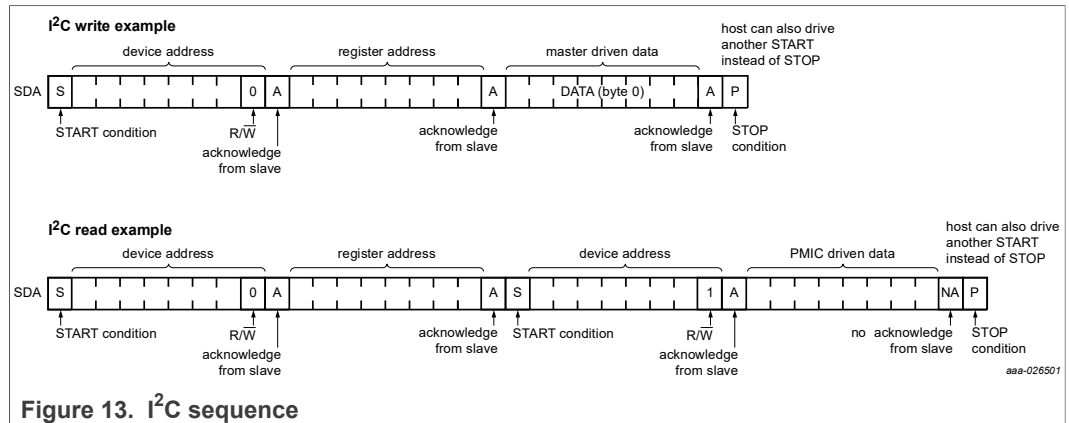 I2C write example
host can also drive
another START
instead of STOP
device address
register address
master driven data
SDA
S
0
A
A
DATA (byte 0)
A
P
START condition
R/W̅
acknowledge
from slave
acknowledge
from slave
acknowledge
from slave
STOP
condition
I2C read example
host can also drive
another START
instead of STOP
device address
register address
device address
PMIC driven data
SDA
S
0
A
A
S
1
A
NA
P
START condition
R/W̅
acknowledge
from slave
acknowledge
from slave
START condition
R/W̅
acknowledge
from slave
no acknowledge
from slave
STOP
condition
aaa-026501
Figure 13. I2C sequence